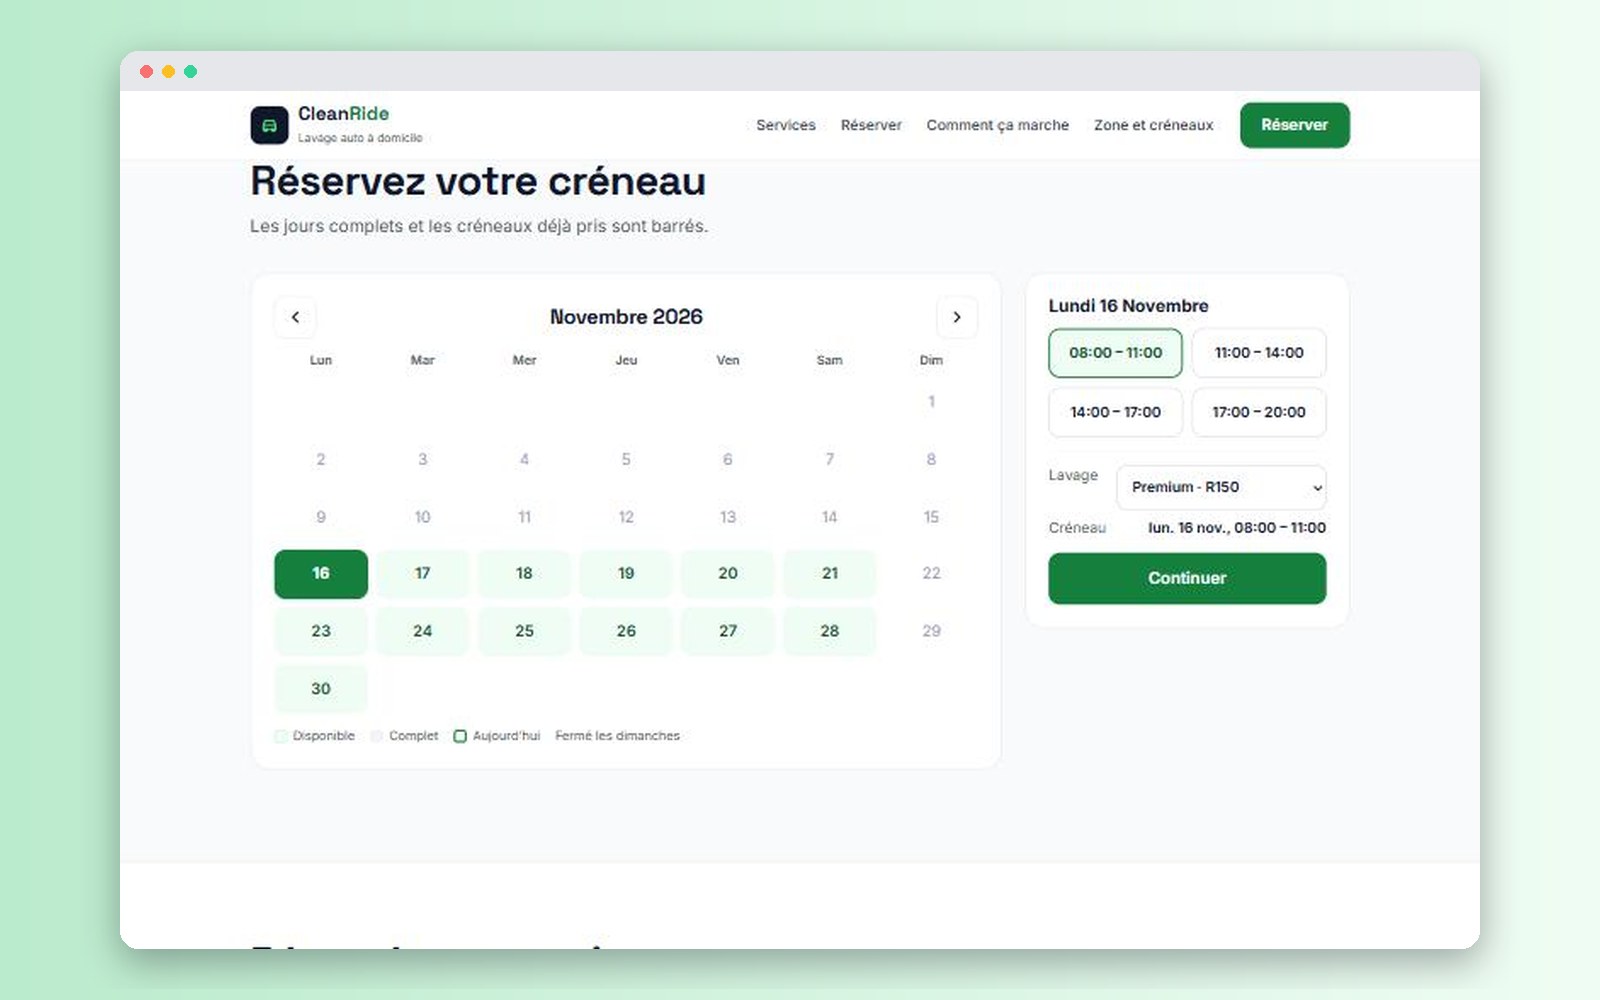 CleanRide
Lavage auto à domicile
Services Réserver Comment ça marche Zone et créneaux Réserver
Réservez votre créneau
Les jours complets et les créneaux déjà pris sont barrés.
Novembre 2026
Lun Mar Mer Jeu Ven Sam Dim
1
2 3 4 5 6 7 8
9 10 11 12 13 14 15
16 17 18 19 20 21 22
23 24 25 26 27 28 29
30
Disponible Complet Aujourd'hui Fermé les dimanches
Lundi 16 Novembre
08:00 – 11:00 11:00 – 14:00
14:00 – 17:00 17:00 – 20:00
Lavage Premium - R150
Créneau lun. 16 nov., 08:00 – 11:00
Continuer